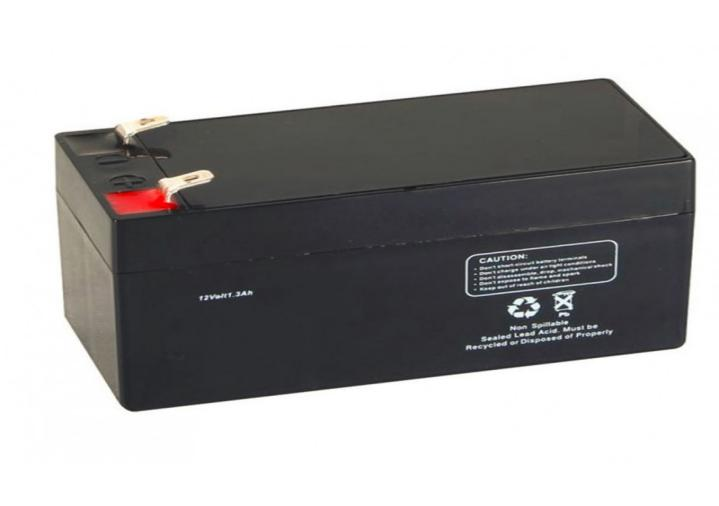 12Volt1.3Ah
CAUTION:
• Don't short-circuit battery terminals
• Don't charge under air tight conditions
• Don't disassemble, drop, mechanical shock
• Don't expose to flame and spark
• Keep out of reach of children
Pb
Non Spillable
Sealed Lead Acid. Must be
Recycled or Disposed of Properly